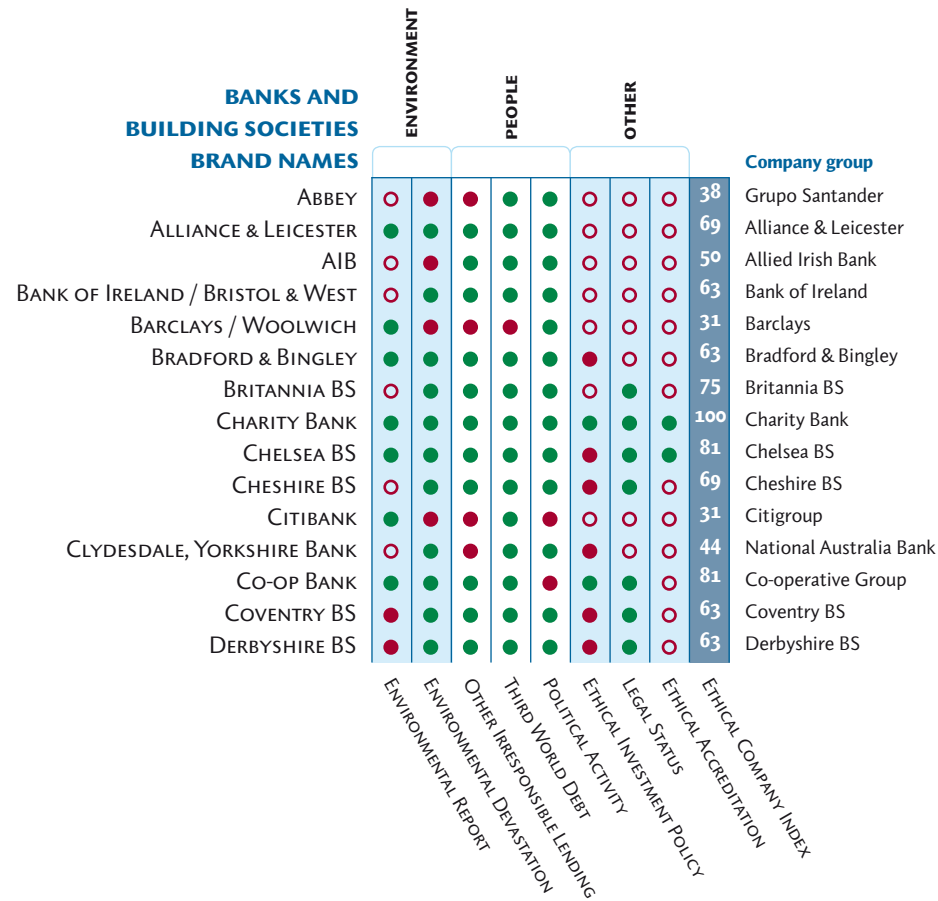 ENVIRONMENT
PEOPLE
OTHER
BANKS AND
BUILDING SOCIETIES
BRAND NAMES
Company group
ABBEY 38 Grupo Santander
ALLIANCE & LEICESTER 69 Alliance & Leicester
AIB 50 Allied Irish Bank
BANK OF IRELAND / BRISTOL & WEST 63 Bank of Ireland
BARCLAYS / WOOLWICH 31 Barclays
BRADFORD & BINGLEY 63 Bradford & Bingley
BRITANNIA BS 75 Britannia BS
CHARITY BANK 100 Charity Bank
CHELSEA BS 81 Chelsea BS
CHESHIRE BS 69 Cheshire BS
CITIBANK 31 Citigroup
CLYDESDALE, YORKSHIRE BANK 44 National Australia Bank
CO-OP BANK 81 Co-operative Group
COVENTRY BS 63 Coventry BS
DERBYSHIRE BS 63 Derbyshire BS
ENVIRONMENTAL REPORT
ENVIRONMENTAL DEVASTATION
OTHER IRRESPONSIBLE LENDING
THIRD WORLD DEBT
POLITICAL ACTIVITY
ETHICAL INVESTMENT POLICY
LEGAL STATUS
ETHICAL ACCREDITATION
ETHICAL COMPANY INDEX